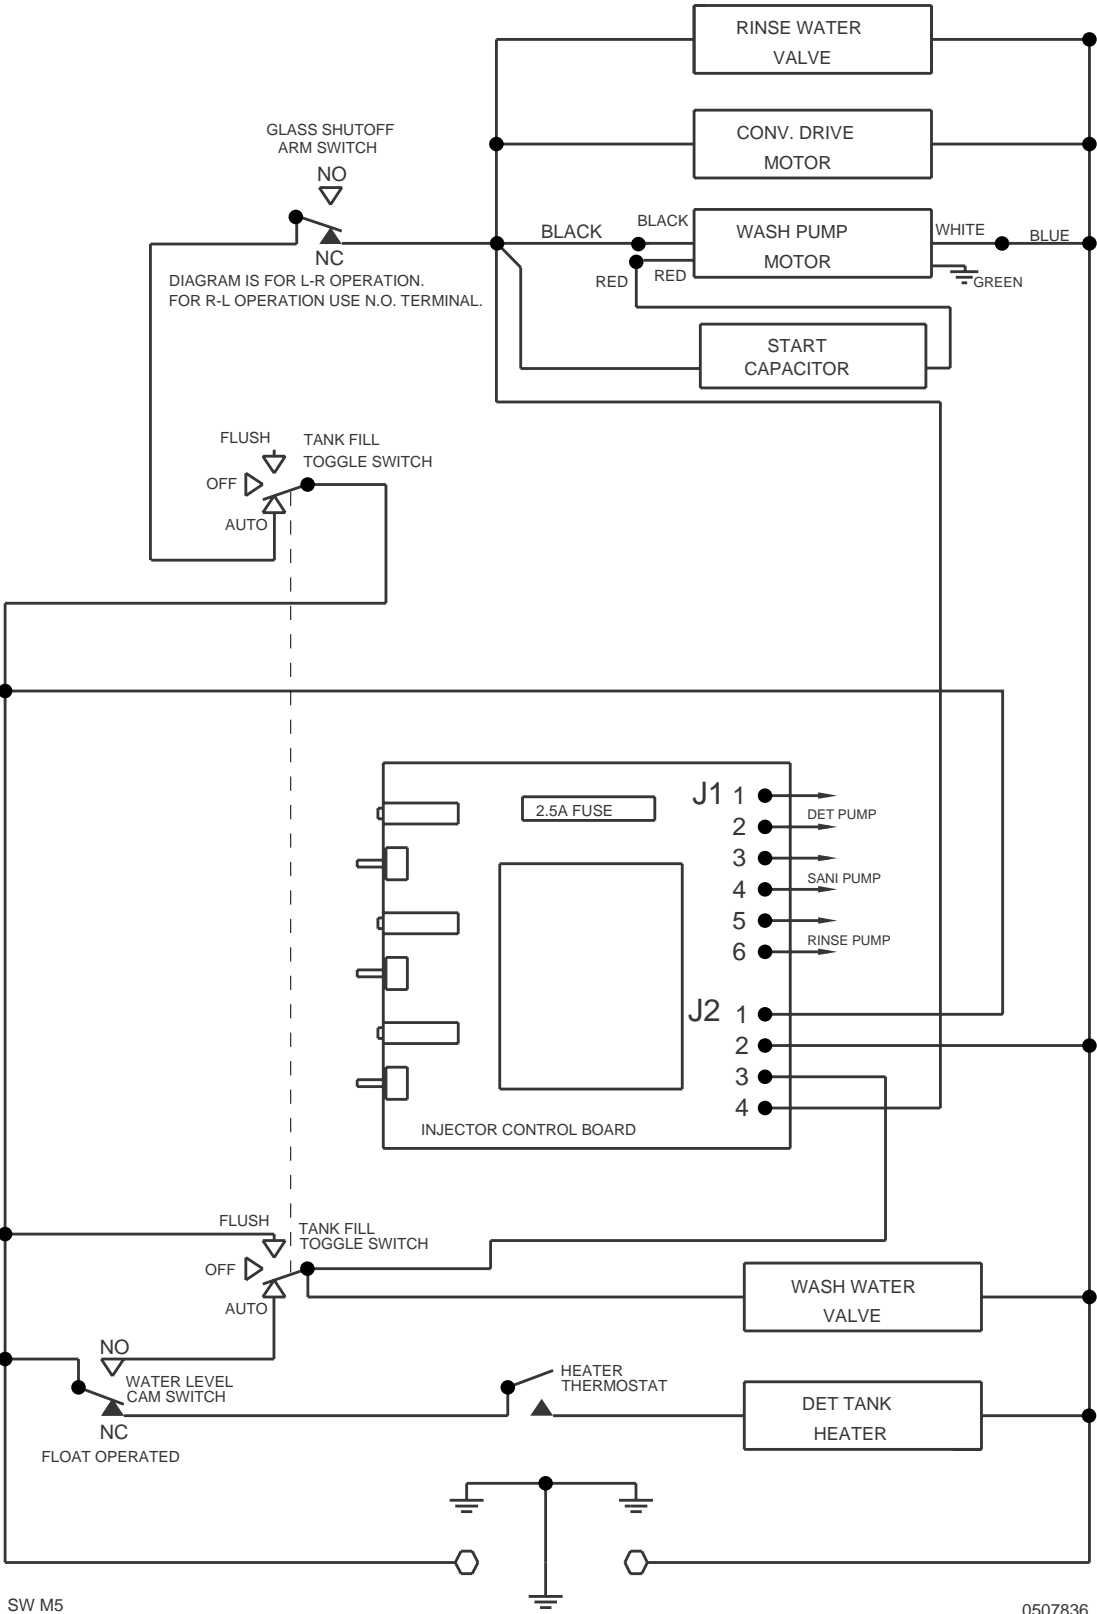 RINSE WATER
VALVE
GLASS SHUTOFF
ARM SWITCH
NO
NC
DIAGRAM IS FOR L-R OPERATION.
FOR R-L OPERATION USE N.O. TERMINAL.
CONV. DRIVE
MOTOR
BLACK
BLACK
WASH PUMP
MOTOR
WHITE
BLUE
RED
RED
GREEN
START
CAPACITOR
FLUSH
TANK FILL
TOGGLE SWITCH
OFF
AUTO
2.5A FUSE
J1 1
DET PUMP
2
3
SANI PUMP
4
5
RINSE PUMP
6
J2 1
2
3
4
INJECTOR CONTROL BOARD
FLUSH
TANK FILL
TOGGLE SWITCH
OFF
AUTO
WASH WATER
VALVE
NO
WATER LEVEL
CAM SWITCH
NC
FLOAT OPERATED
HEATER
THERMOSTAT
DET TANK
HEATER
SW M5
0507836